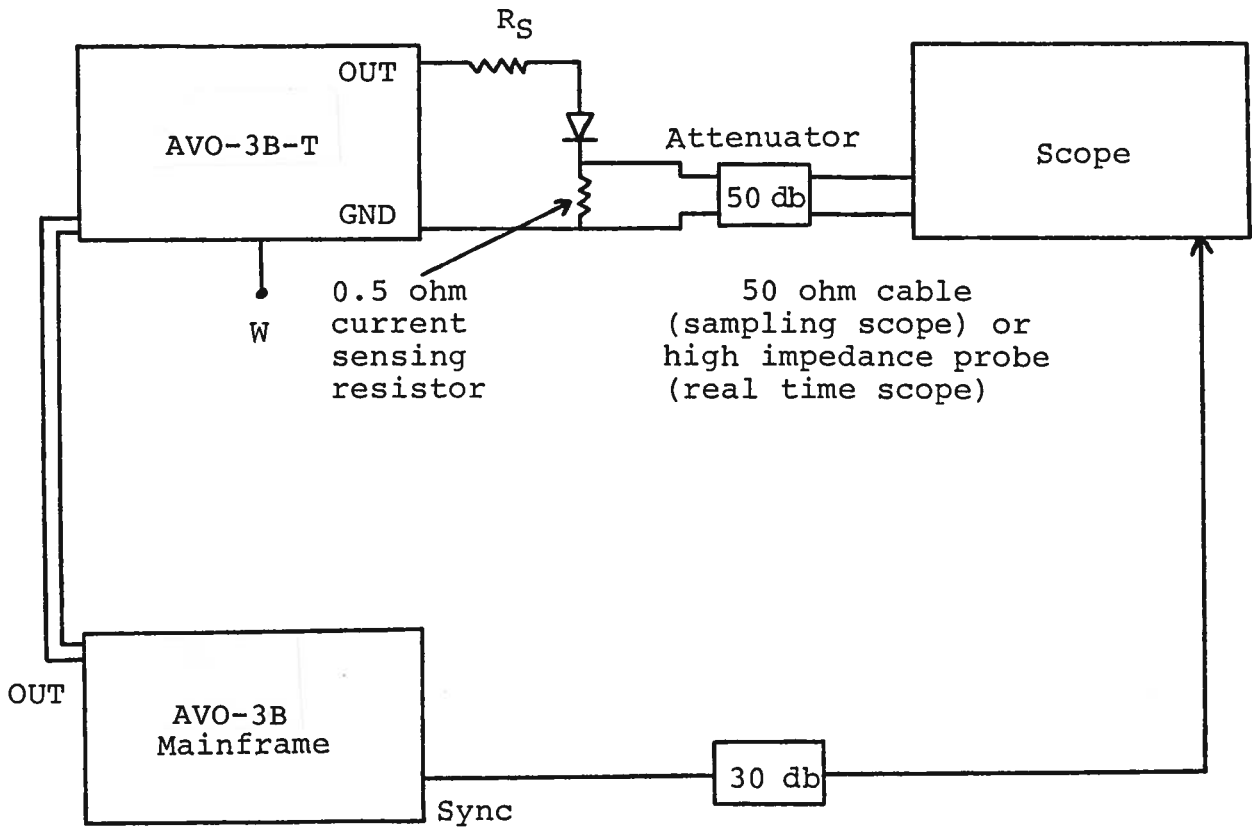 RS
OUT
AVO-3B-T
GND
Attenuator
50 db
Scope
W
0.5 ohm
current
sensing
resistor
50 ohm cable
(sampling scope) or
high impedance probe
(real time scope)
OUT
AVO-3B
Mainframe
Sync
30 db